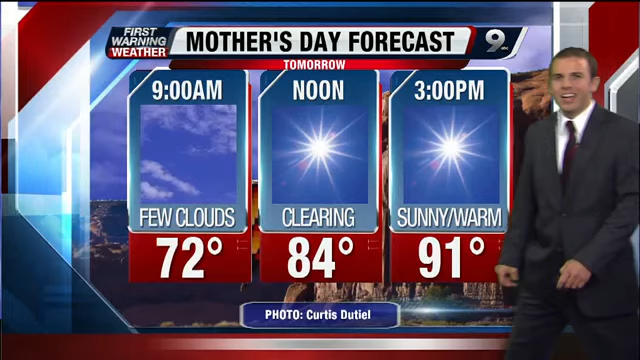 FIRST
WARNING
WEATHER
MOTHER'S DAY FORECAST
9
abc
TOMORROW
9:00AM
NOON
3:00PM
FEW CLOUDS
CLEARING
SUNNY/WARM
72°
84°
91°
PHOTO: Curtis Dutiel